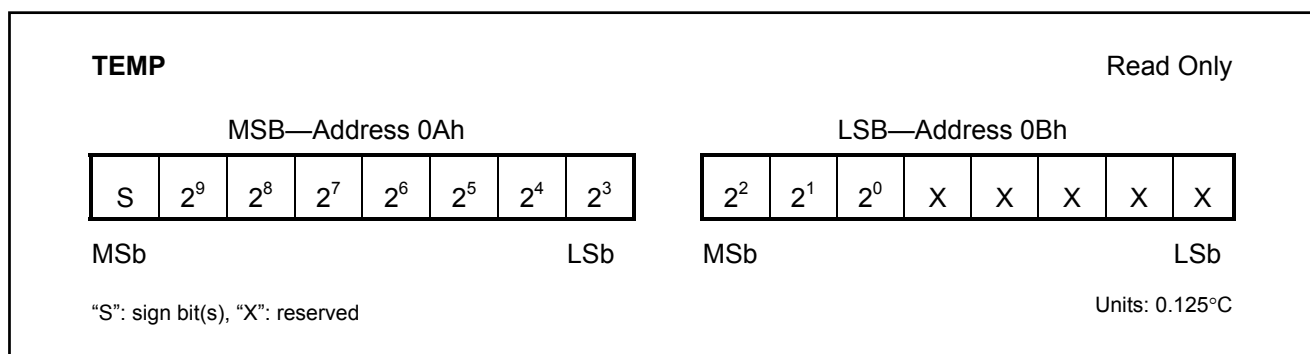 TEMP Read Only
MSB—Address 0Ah LSB—Address 0Bh
S 2⁹ 2⁸ 2⁷ 2⁶ 2⁵ 2⁴ 2³ 2² 2¹ 2⁰ X X X X X
MSb LSb MSb LSb
“S”: sign bit(s), “X”: reserved Units: 0.125°C